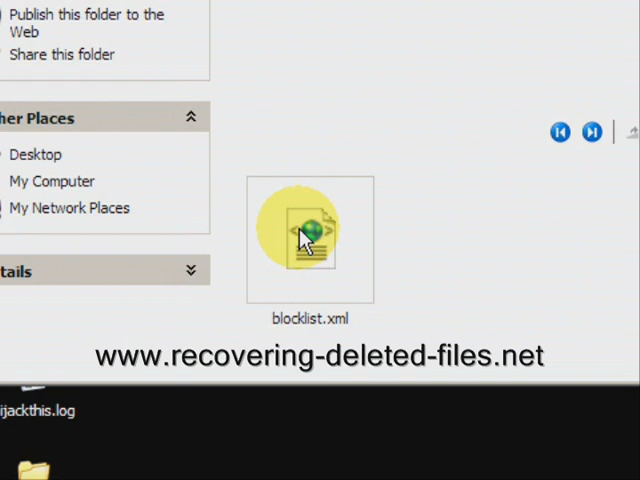 Publish this folder to the
Web
Share this folder
her Places
Desktop
My Computer
My Network Places
tails
blocklist.xml
www.recovering-deleted-files.net
ijackthis.log